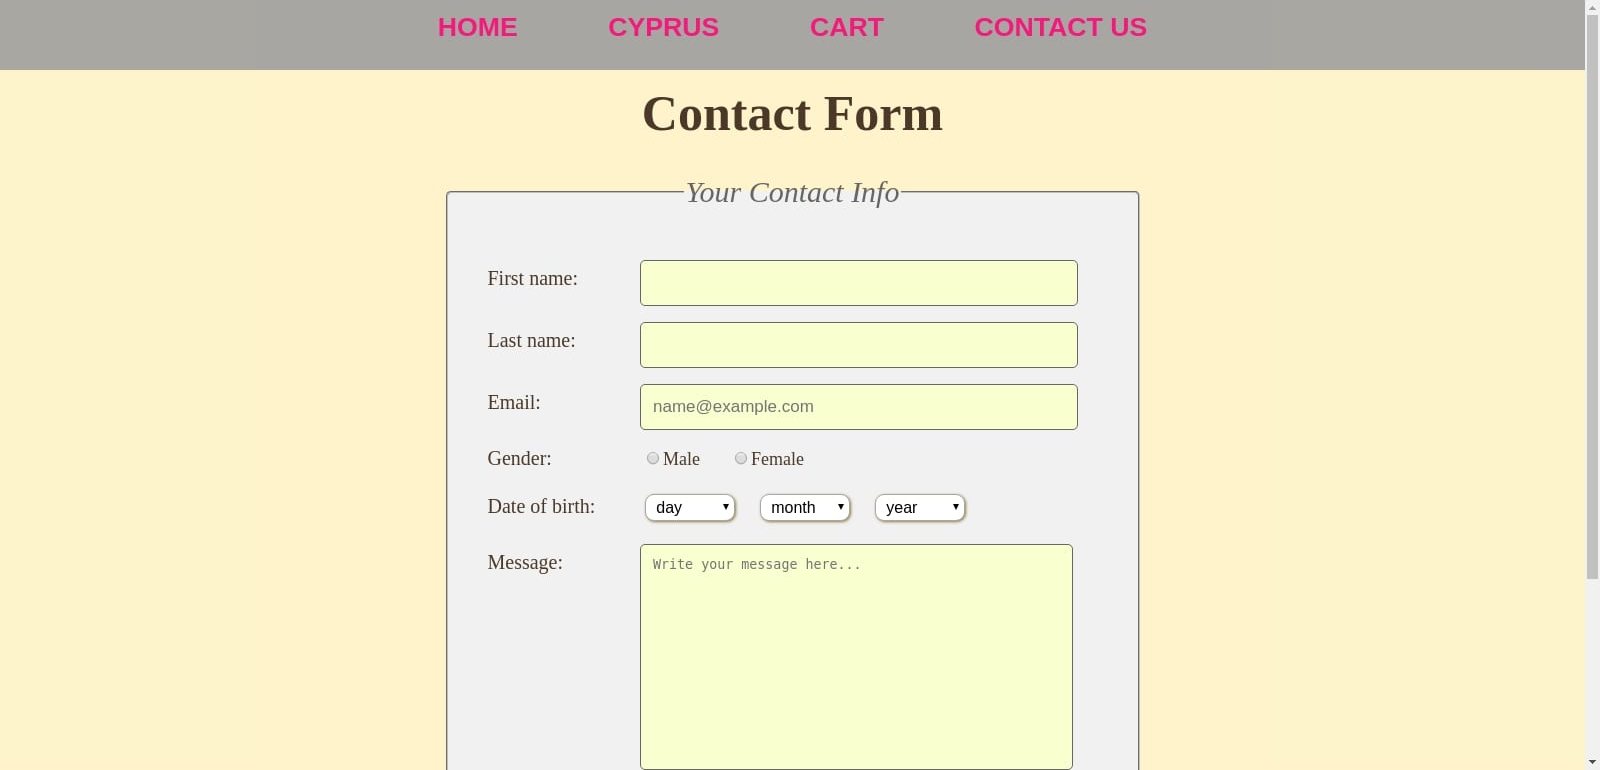 HOME CYPRUS CART CONTACT US
Contact Form
Your Contact Info
First name:
Last name:
Email: name@example.com
Gender: Male Female
Date of birth: day month year
Message: Write your message here...